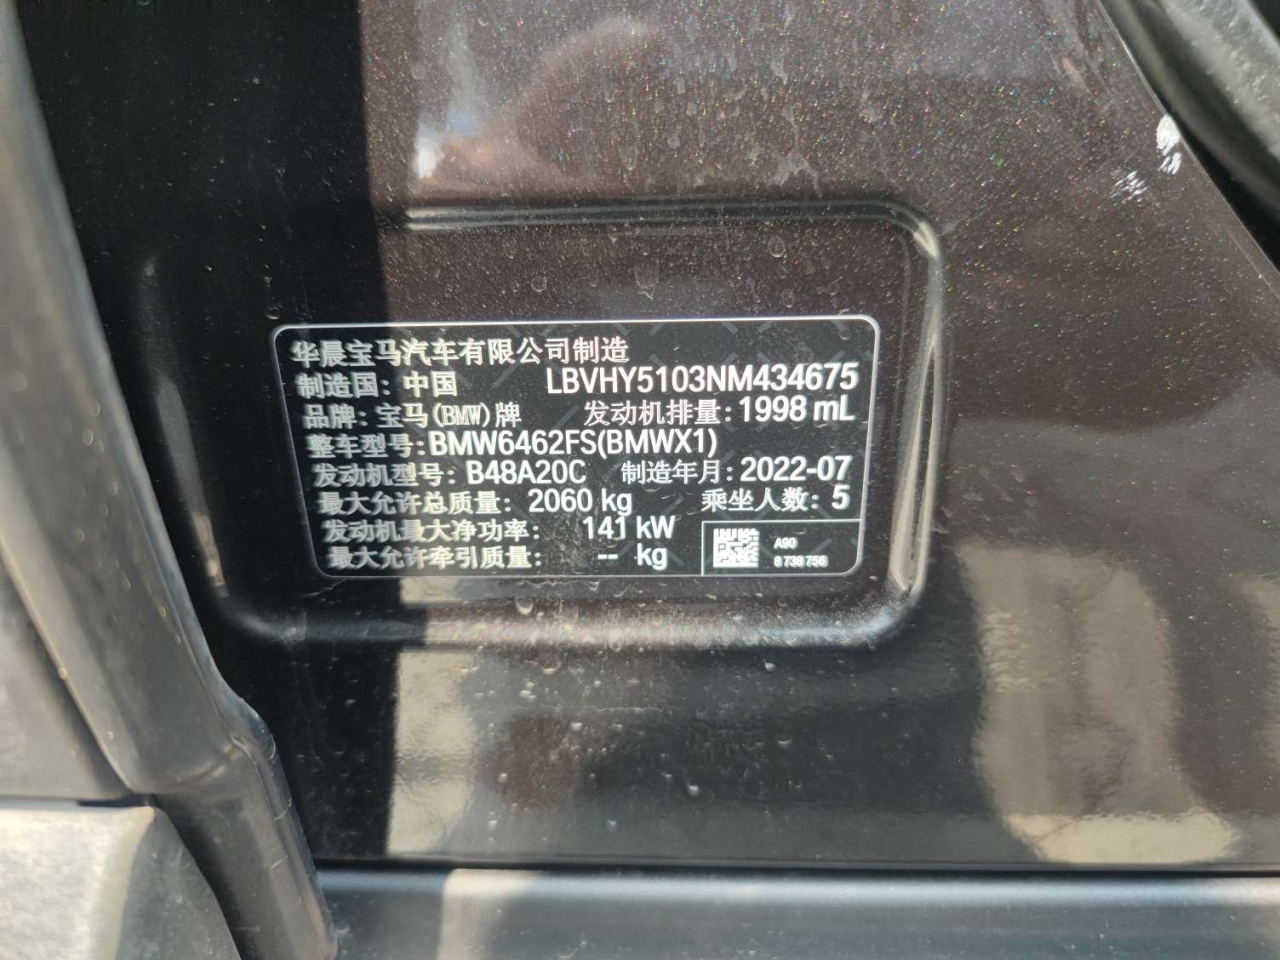 华晨宝马汽车有限公司制造
制造国：中国 LBVHY5103NM434675
品牌：宝马(BMW)牌 发动机排量：1998 mL
整车型号：BMW6462FS(BMWX1)
发动机型号：B48A20C 制造年月：2022-07
最大允许总质量：2060 kg 乘坐人数：5
发动机最大净功率：141 kW
最大允许牵引质量：-- kg
A90
8 738 756